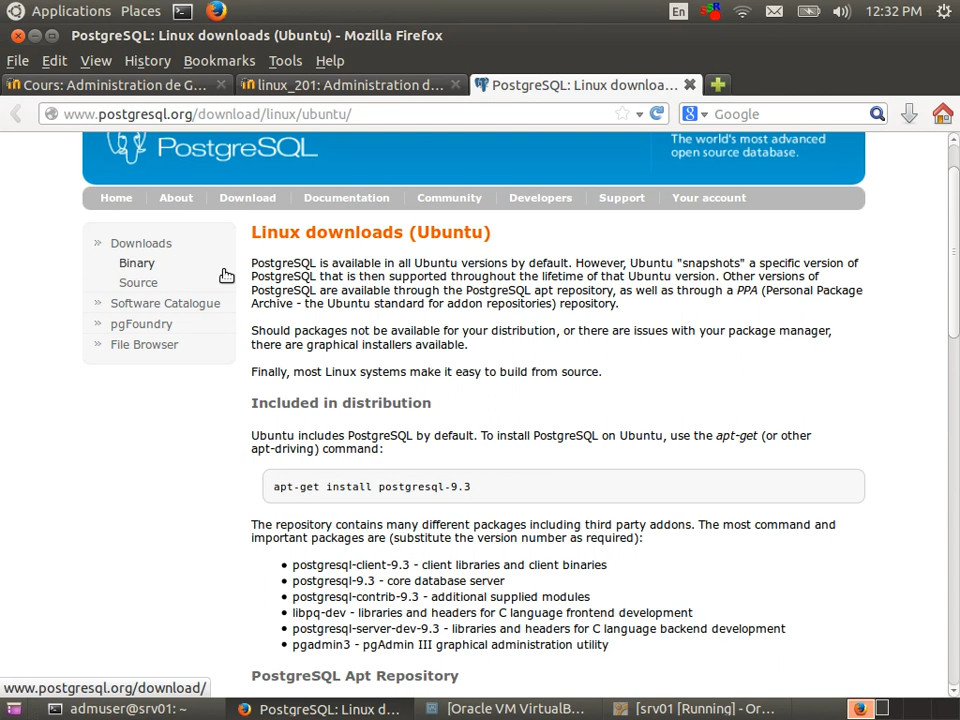 Applications Places En 12:32 PM
PostgreSQL: Linux downloads (Ubuntu) - Mozilla Firefox
File Edit View History Bookmarks Tools Help
Cours: Administration de G... linux_201: Administration d... PostgreSQL: Linux downloa...
www.postgresql.org/download/linux/ubuntu/ Google
PostgreSQL
The world's most advanced
open source database.
Home About Download Documentation Community Developers Support Your account
Downloads
Binary
Source
Software Catalogue
pgFoundry
File Browser
Linux downloads (Ubuntu)
PostgreSQL is available in all Ubuntu versions by default. However, Ubuntu "snapshots" a specific version of
PostgreSQL that is then supported throughout the lifetime of that Ubuntu version. Other versions of
PostgreSQL are available through the PostgreSQL apt repository, as well as through a PPA (Personal Package
Archive - the Ubuntu standard for addon repositories) repository.
Should packages not be available for your distribution, or there are issues with your package manager,
there are graphical installers available.
Finally, most Linux systems make it easy to build from source.
Included in distribution
Ubuntu includes PostgreSQL by default. To install PostgreSQL on Ubuntu, use the apt-get (or other
apt-driving) command:
apt-get install postgresql-9.3
The repository contains many different packages including third party addons. The most command and
important packages are (substitute the version number as required):
postgresql-client-9.3 - client libraries and client binaries
postgresql-9.3 - core database server
postgresql-contrib-9.3 - additional supplied modules
libpq-dev - libraries and headers for C language frontend development
postgresql-server-dev-9.3 - libraries and headers for C language backend development
pgadmin3 - pgAdmin III graphical administration utility
PostgreSQL Apt Repository
www.postgresql.org/download/
admuser@srv01: ~ PostgreSQL: Linux d... [Oracle VM VirtualB... [srv01 [Running] - Or...